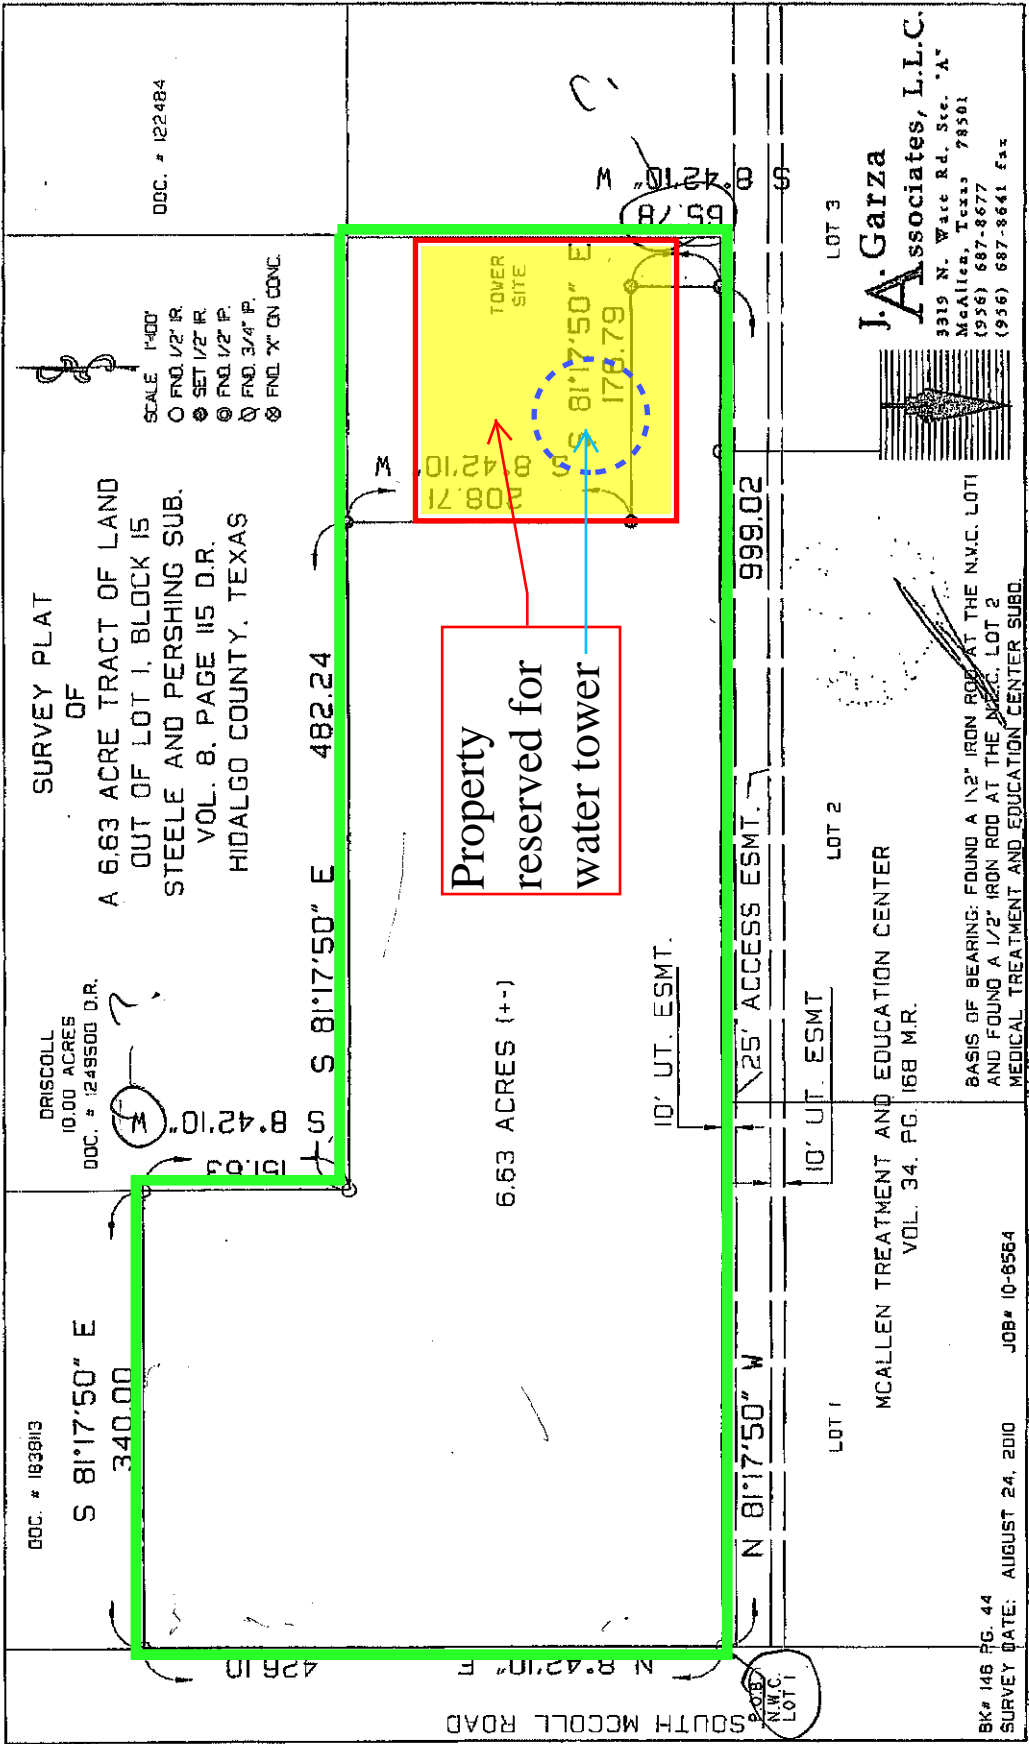 SURVEY PLAT
OF
A 6.63 ACRE TRACT OF LAND
OUT OF LOT 1, BLOCK 15
STEELE AND PERSHING SUB.
VOL. 8, PAGE 115 D.R.
HIDALGO COUNTY, TEXAS
DOC. # 1839113
S 81°17'50" E
340.00
DRISCOLL
10.00 ACRES
DOC. # 1249500 D.R.
S 8°42'10" W
151.63
S 81°17'50" E 482.24
SCALE 1"=100'
FND. 1/2" IR.
SET 1/2" IR.
FND. 1/2" IP.
FND. 3/4" IP.
FND. "X" ON CONC.
DOC. # 122484
TOWER
SITE
S 8°42'10" W
208.71
S 81°17'50" E
178.79
65.78
S 8°42'10" W
Property
reserved for
water tower
6.63 ACRES (+-)
10' UT. ESMT.
25' ACCESS ESMT.
10' UT. ESMT
N 81°17'50" W 999.02
N 8°42'10" E 426.10
SOUTH MCCOLL ROAD
P.O.B.
N.W.C.
LOT 1
LOT 1
LOT 2
LOT 3
MCALLEN TREATMENT AND EDUCATION CENTER
VOL. 34, PG. 168 M.R.
BASIS OF BEARING: FOUND A 1\2" IRON ROD AT THE N.W.C. LOT1
AND FOUND A 1/2" IRON ROD AT THE N.E.C. LOT 2
MEDICAL TREATMENT AND EDUCATION CENTER SUBD.
BK# 146 PG. 44
SURVEY DATE: AUGUST 24, 2010 JOB# 10-6564
J.A. Garza
Associates, L.L.C.
3319 N. Ware Rd. Ste. "A"
McAllen, Texas 78501
(956) 687-8677
(956) 687-8641 fax